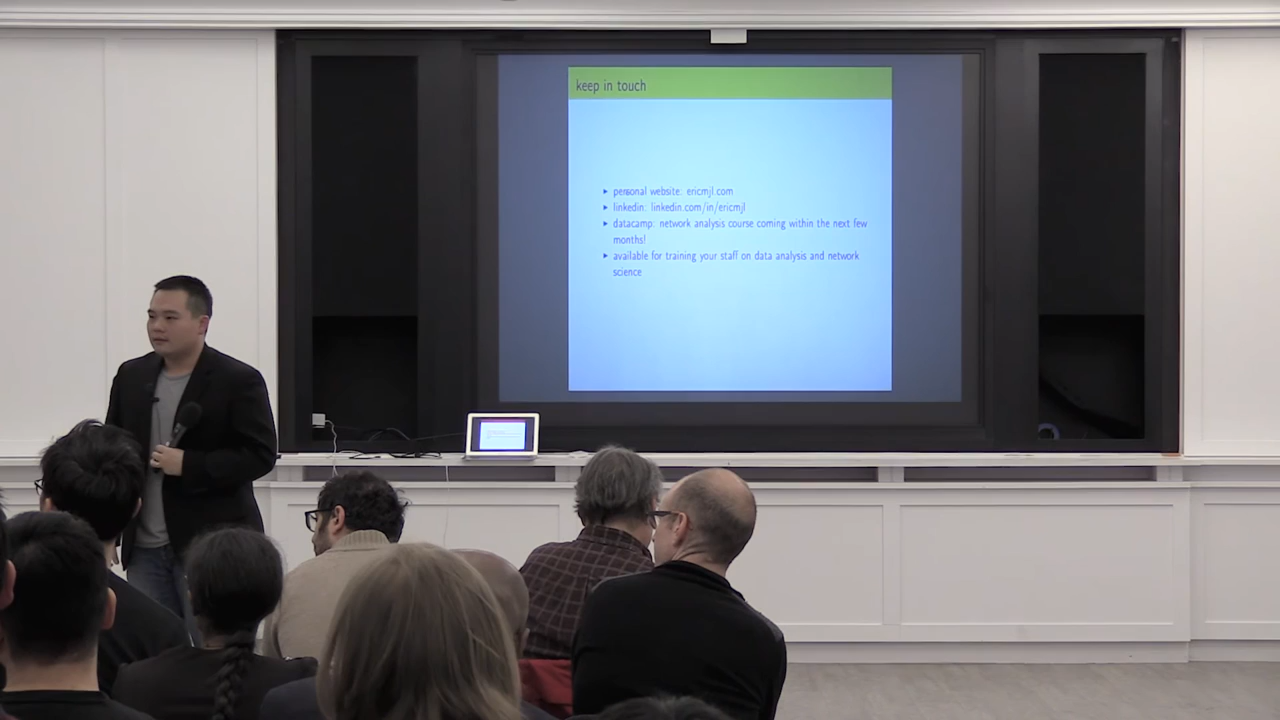 keep in touch
▸ personal website: ericmjl.com
▸ linkedin: linkedin.com/in/ericmjl
▸ datacamp: network analysis course coming within the next few
months!
▸ available for training your staff on data analysis and network
science